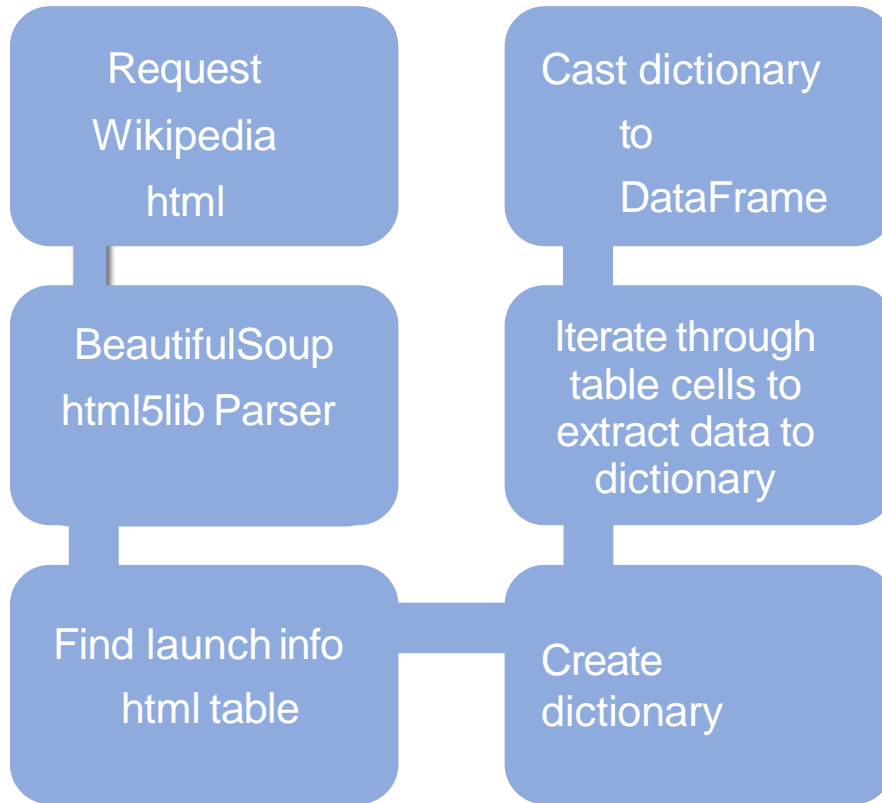 Request
Wikipedia
html
BeautifulSoup
html5lib Parser
Find launch info
html table
Create
dictionary
Iterate through
table cells to
extract data to
dictionary
Cast dictionary
to
DataFrame